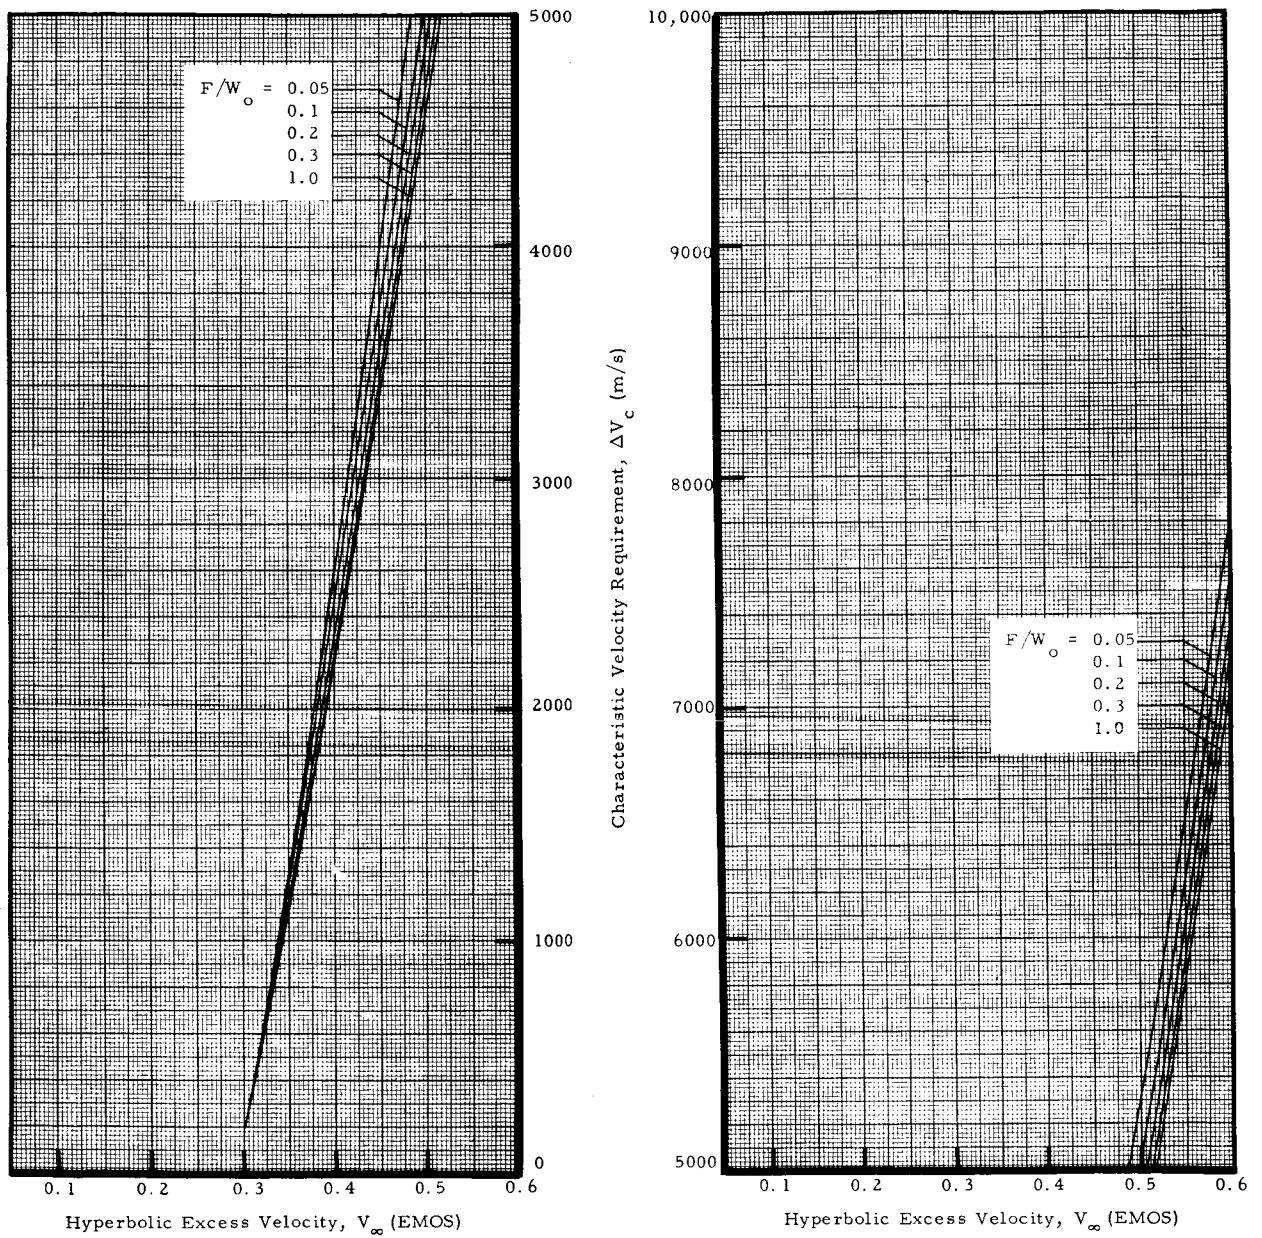 F/Wo = 0.05
0.1
0.2
0.3
1.0
5000
4000
3000
2000
1000
0
0.1 0.2 0.3 0.4 0.5 0.6
Hyperbolic Excess Velocity, V∞ (EMOS)
Characteristic Velocity Requirement, ΔVc (m/s)
10,000
9000
8000
7000
6000
5000
F/Wo = 0.05
0.1
0.2
0.3
1.0
0.1 0.2 0.3 0.4 0.5 0.6
Hyperbolic Excess Velocity, V∞ (EMOS)